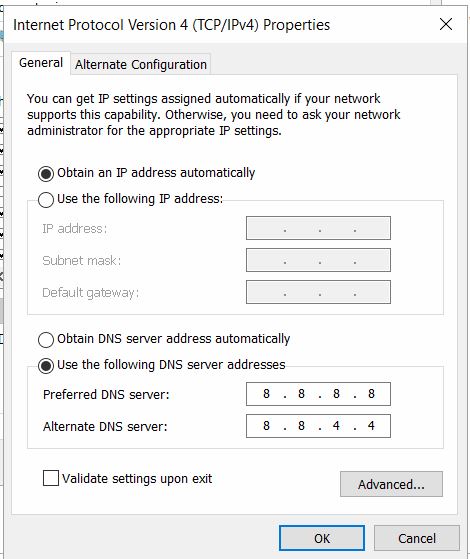 Internet Protocol Version 4 (TCP/IPv4) Properties
General
Alternate Configuration
You can get IP settings assigned automatically if your network
supports this capability. Otherwise, you need to ask your network
administrator for the appropriate IP settings.
Obtain an IP address automatically
Use the following IP address:
IP address:
Subnet mask:
Default gateway:
Obtain DNS server address automatically
Use the following DNS server addresses
Preferred DNS server: 8 . 8 . 8 . 8
Alternate DNS server: 8 . 8 . 4 . 4
Validate settings upon exit
Advanced...
OK
Cancel